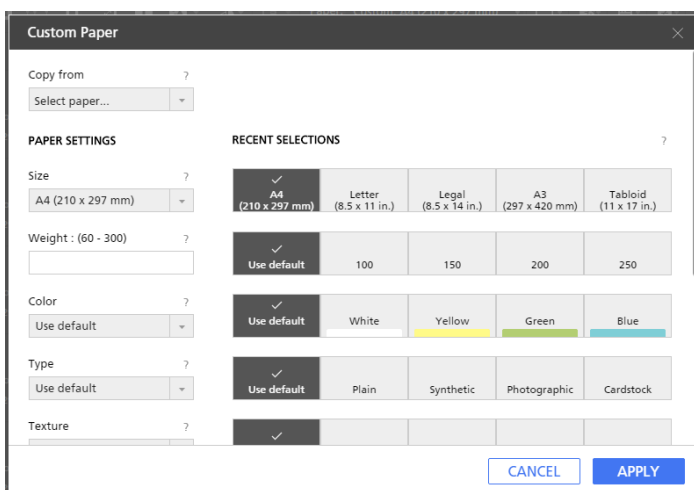 Custom Paper
Copy from ?
Select paper...
PAPER SETTINGS
RECENT SELECTIONS ?
Size ?
A4 (210 x 297 mm)
A4
(210 x 297 mm)
Letter
(8.5 x 11 in.)
Legal
(8.5 x 14 in.)
A3
(297 x 420 mm)
Tabloid
(11 x 17 in.)
Weight : (60 - 300) ?
Use default 100 150 200 250
Color ?
Use default
Use default White Yellow Green Blue
Type ?
Use default
Use default Plain Synthetic Photographic Cardstock
Texture ?
CANCEL APPLY